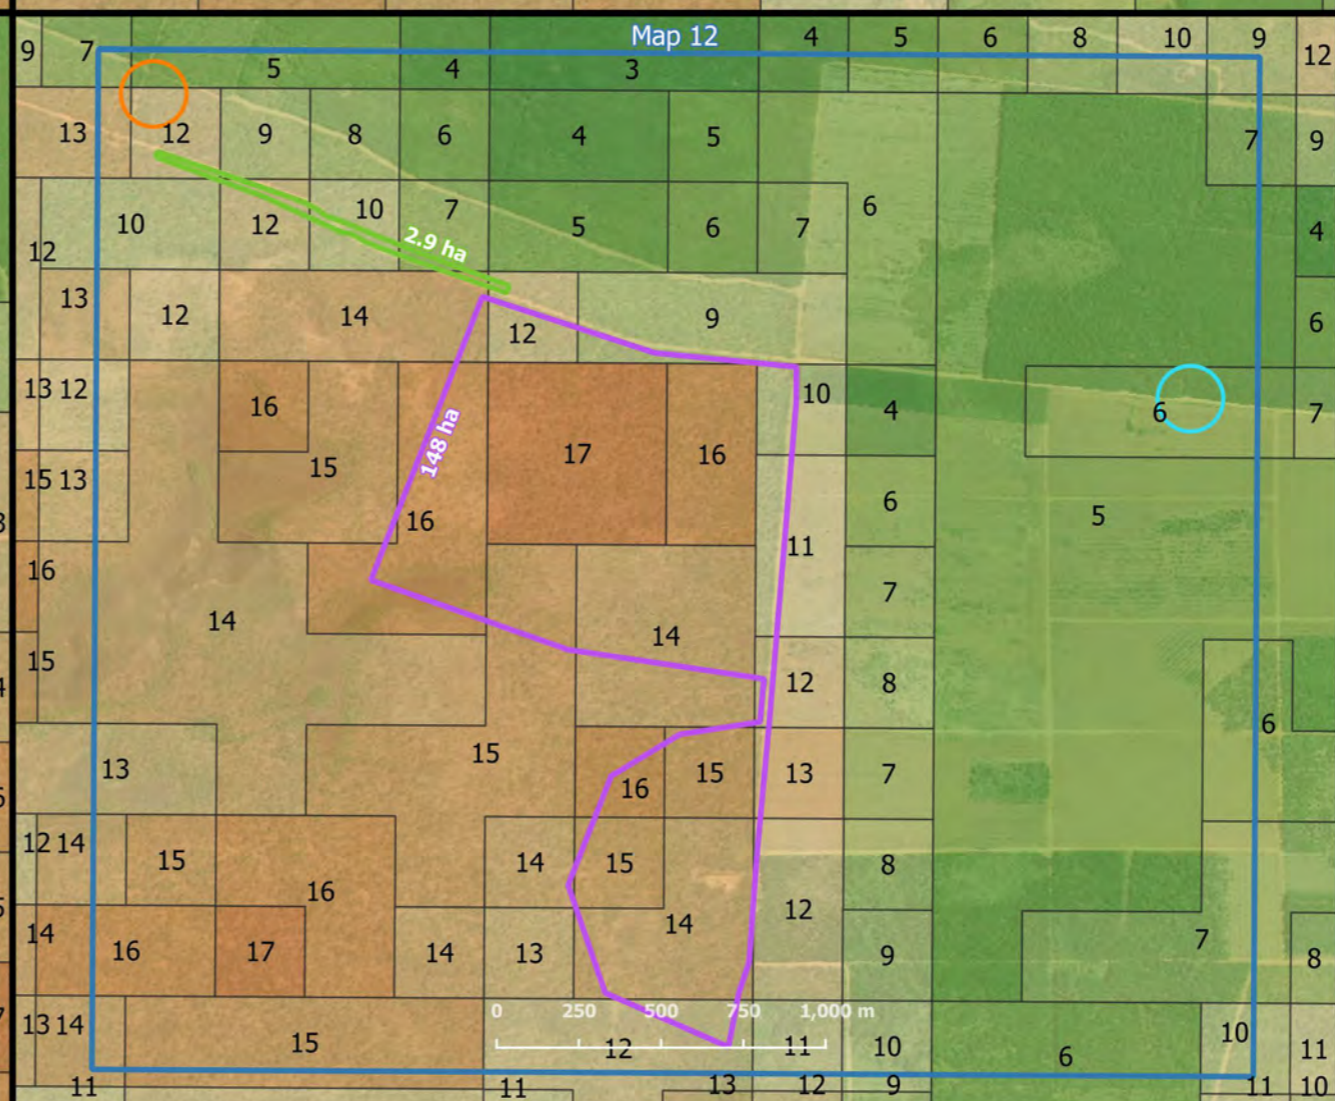 Map 12
9 7 5 4 3 4 5 6 8 10 9 12
13 12 9 8 6 4 5 7 9
10 12 10 7 5 6 7 6 4
12
2.9 ha
13 12 14 12 9 6
13 12 16 10 4 6 7
15 13 15 17 16 6
148 ha
16 11 5
16 14 14 7
15 12 8
13 15 16 15 13 7 6
12 14 15 16 14 15 14 12 8
14 16 17 14 13 9 7 8
0 250 500 750 1,000 m
13 14 15 12 11 10 6 10 11
11 11 13 12 9 11 10